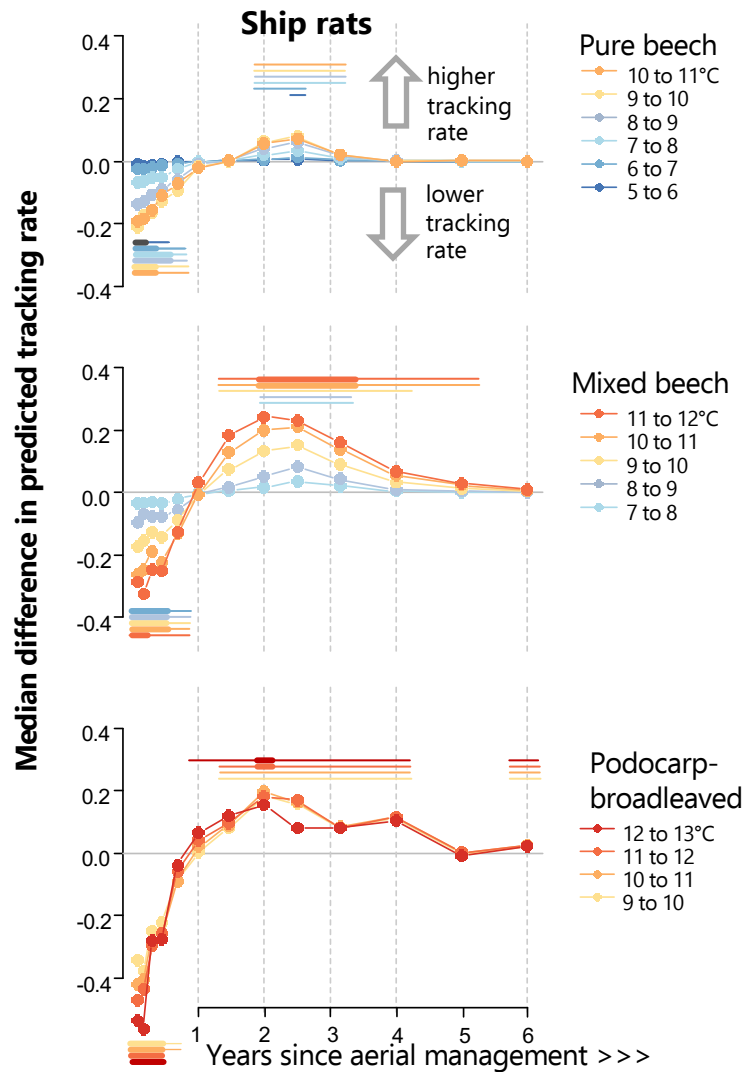 Ship rats
Median difference in predicted tracking rate
0.4
0.2
0.0
-0.2
-0.4
higher
tracking
rate
lower
tracking
rate
Pure beech
10 to 11°C
9 to 10
8 to 9
7 to 8
6 to 7
5 to 6
0.4
0.2
0.0
-0.2
-0.4
Mixed beech
11 to 12°C
10 to 11
9 to 10
8 to 9
7 to 8
0.4
0.2
0.0
-0.2
-0.4
Podocarp-
broadleaved
12 to 13°C
11 to 12
10 to 11
9 to 10
1 2 3 4 5 6
Years since aerial management >>>